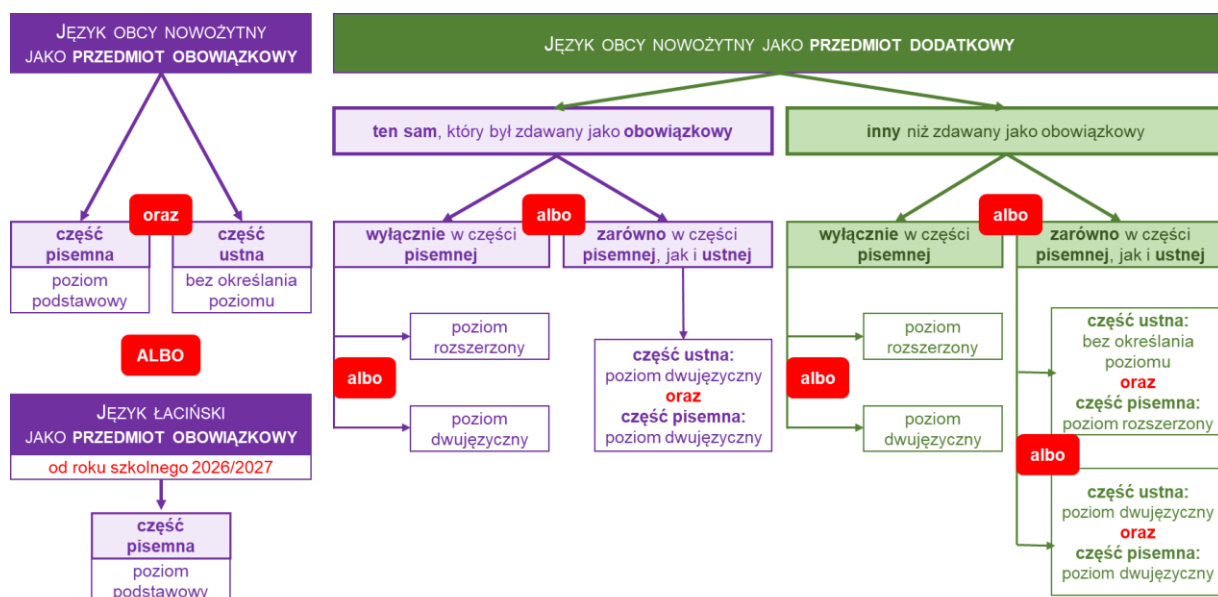 JĘZYK OBCY NOWOŻYTNY
JAKO PRZEDMIOT OBOWIĄZKOWY
oraz
część
pisemna
poziom
podstawowy
część
ustna
bez określania
poziomu
ALBO
JĘZYK ŁACIŃSKI
JAKO PRZEDMIOT OBOWIĄZKOWY
od roku szkolnego 2026/2027
część
pisemna
poziom
podstawowy
JĘZYK OBCY NOWOŻYTNY JAKO PRZEDMIOT DODATKOWY
ten sam, który był zdawany jako obowiązkowy
albo
wyłącznie w części
pisemnej
poziom
rozszerzony
albo
poziom
dwujęzyczny
zarówno w części
pisemnej, jak i ustnej
część ustna:
poziom dwujęzyczny
oraz
część pisemna:
poziom dwujęzyczny
inny niż zdawany jako obowiązkowy
albo
wyłącznie w części
pisemnej
poziom
rozszerzony
albo
poziom
dwujęzyczny
zarówno w części
pisemnej, jak i ustnej
część ustna:
bez określania
poziomu
oraz
część pisemna:
poziom rozszerzony
albo
część ustna:
poziom dwujęzyczny
oraz
część pisemna:
poziom dwujęzyczny